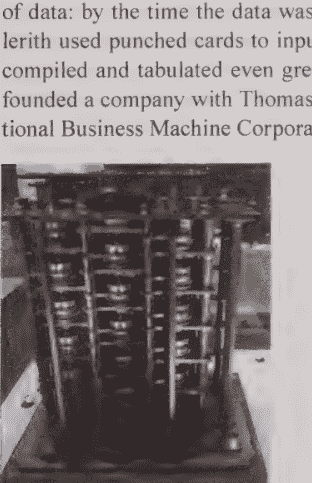 of data: by the time the data was
lerith used punched cards to inpu
compiled and tabulated even gre
founded a company with Thomas
tional Business Machine Corpora